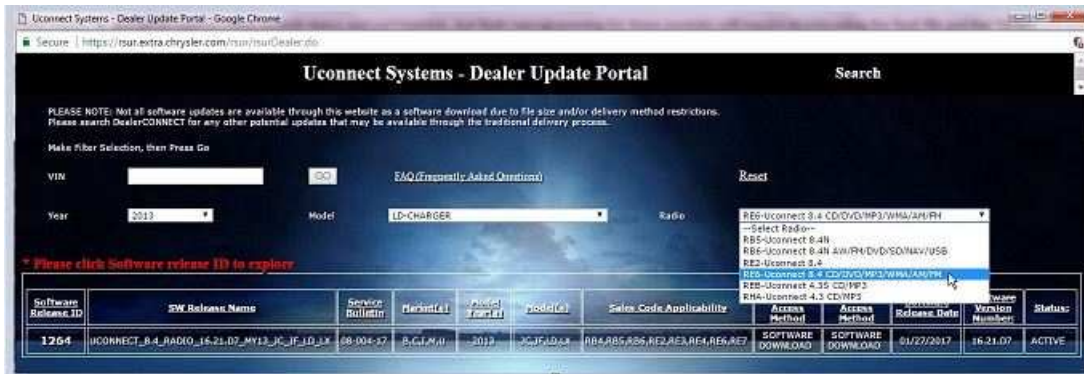 Uconnect Systems - Dealer Update Portal - Google Chrome
Secure https://rsur.extra.chrysler.com/rsur/rsurDealer.do
Uconnect Systems - Dealer Update Portal Search
PLEASE NOTE: Not all software updates are available through this website as a software download due to file size and/or delivery method restrictions.
Please search DealerCONNECT for any other potential updates that may be available through the traditional delivery process.
Make Filter Selection, then Press Go
VIN GO FAQ (Frequently Asked Questions) Reset
Year 2013 Model LD-CHARGER Radio RE6-Uconnect 8.4 CD/DVD/MP3/WMA/AM/FM
--Select Radio--
RB5-Uconnect 8.4N
RB6-Uconnect 8.4N AM/FM/DVD/SD/NAV/USB
RE2-Uconnect 8.4
RE6-Uconnect 8.4 CD/DVD/MP3/WMA/AM/FM
REB-Uconnect 4.3S CD/MP3
RHA-Uconnect 4.3 CD/MP3
* Please click Software release ID to explore
Software Release ID SW Release Name Service Bulletin Market(s) Model Year(s) Model(s) Sales Code Applicability Access Method Access Method Release Date Version Number Status
1264 UCONNECT_8.4_RADIO_16.21.07_MY13_JC_JF_LD_LX 08-004-17 2013 JC,JF,LD,LX RB4,RB5,RB6,RE2,RE3,RE4,RE6,RE7 SOFTWARE DOWNLOAD SOFTWARE DOWNLOAD 01/27/2017 16.21.07 ACTIVE